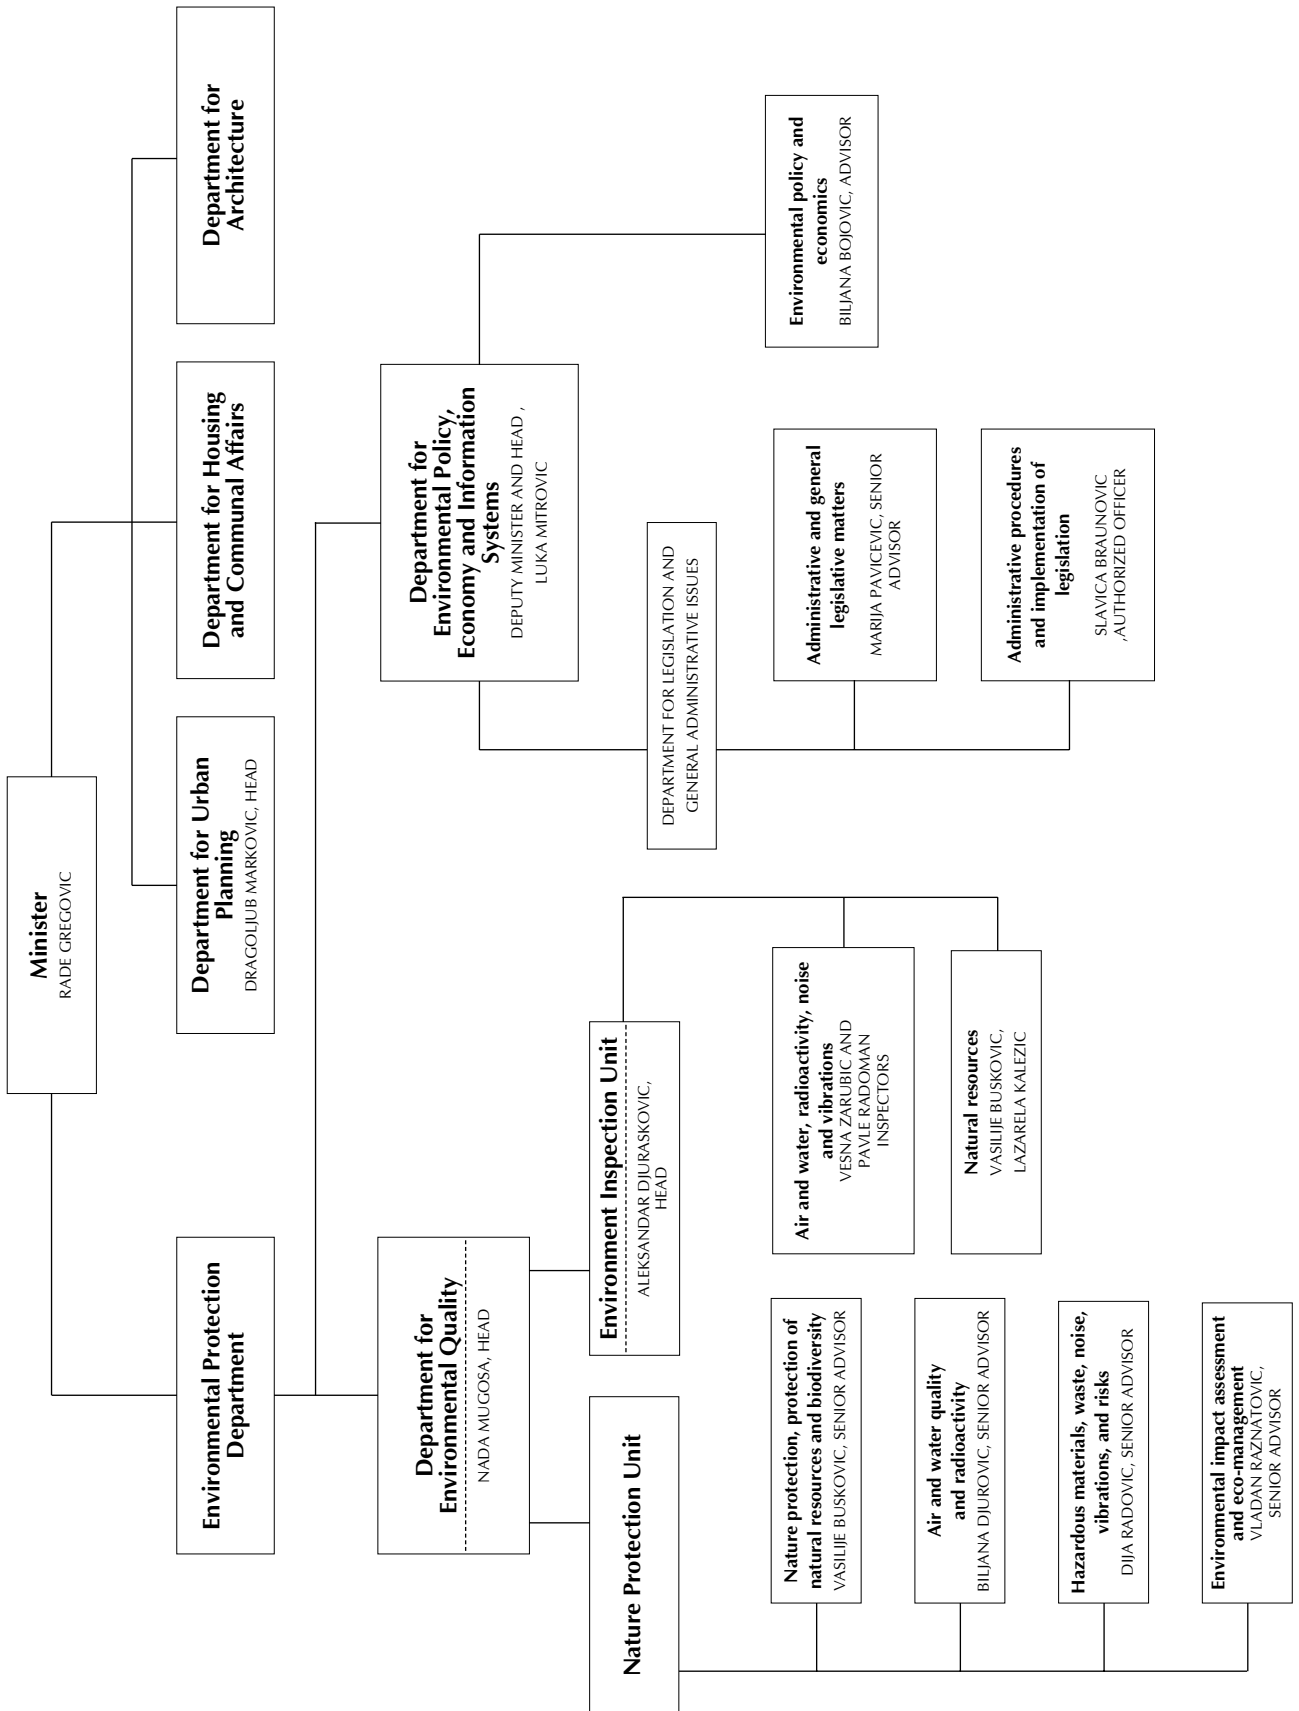 Minister
RADE GREGOVIC
Environmental Protection
Department
Department for Urban
Planning
DRAGOLJUB MARKOVIC, HEAD
Department for Housing
and Communal Affairs
Department for
Architecture
Department for
Environmental Quality
NADA MUGOSA, HEAD
Department for
Environmental Policy,
Economy and Information
Systems
DEPUTY MINISTER AND HEAD ,
LUKA MITROVIC
Nature Protection Unit
Environment Inspection Unit
ALEKSANDAR DJURASKOVIC,
HEAD
DEPARTMENT FOR LEGISLATION AND
GENERAL ADMINISTRATIVE ISSUES
Nature protection, protection of
natural resources and biodiversity
VASILIJE BUSKOVIC, SENIOR ADVISOR
Air and water quality
and radioactivity
BILJANA DJUROVIC, SENIOR ADVISOR
Hazardous materials, waste, noise,
vibrations, and risks
DIJA RADOVIC, SENIOR ADVISOR
Environmental impact assessment
and eco-management
VLADAN RAZNATOVIC,
SENIOR ADVISOR
Air and water, radioactivity, noise
and vibrations
VESNA ZARUBIC AND
PAVLE RADOMAN
INSPECTORS
Natural resources
VASILIJE BUSKOVIC,
LAZARELA KALEZIC
Administrative and general
legislative matters
MARIJA PAVICEVIC, SENIOR
ADVISOR
Administrative procedures
and implementation of
legislation
SLAVICA BRAUNOVIC
,AUTHORIZED OFFICER
Environmental policy and
economics
BILJANA BOJOVIC, ADVISOR